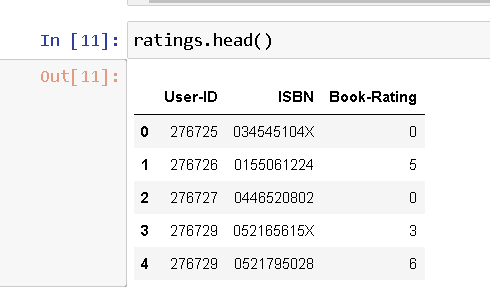 In [11]: ratings.head()
Out[11]:
User-ID ISBN Book-Rating
0 276725 034545104X 0
1 276726 0155061224 5
2 276727 0446520802 0
3 276729 052165615X 3
4 276729 0521795028 6